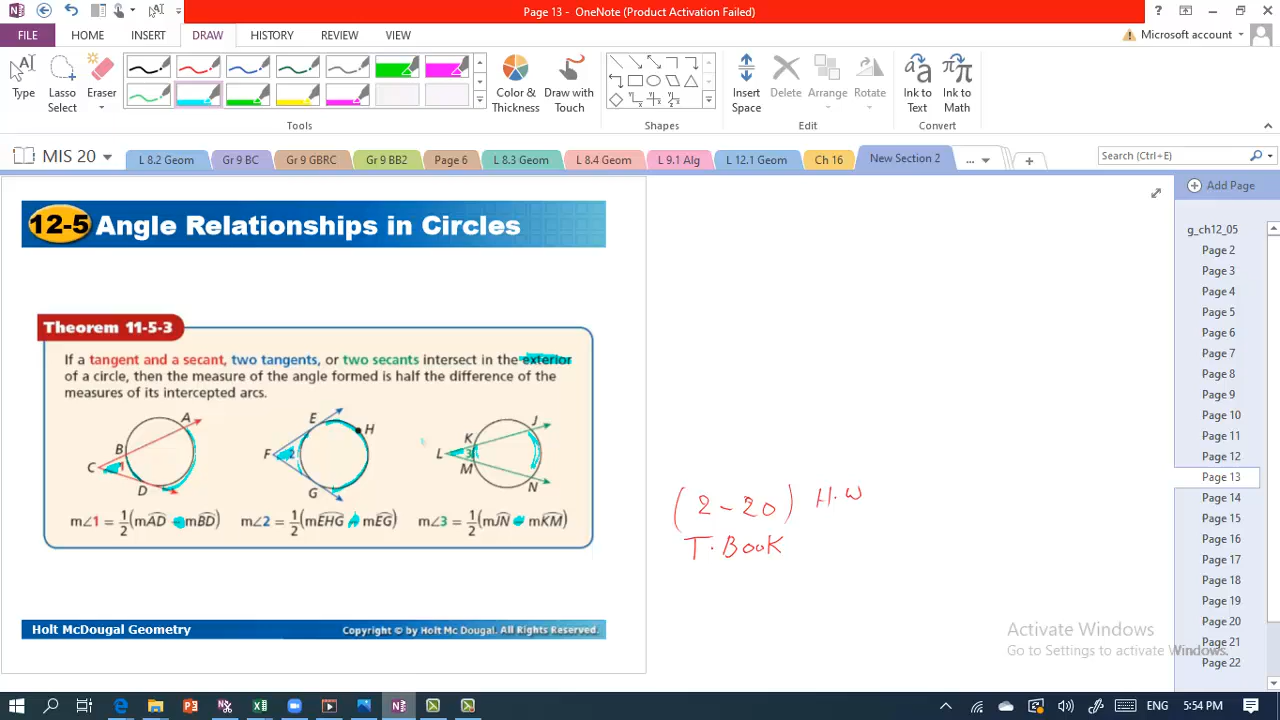 Page 13 - OneNote (Product Activation Failed)
FILE HOME INSERT DRAW HISTORY REVIEW VIEW Microsoft account
Type Lasso Select Eraser Color & Thickness Draw with Touch Insert Space Delete Arrange Rotate Ink to Text Ink to Math
Tools Shapes Edit Convert
MIS 20 L 8.2 Geom Gr 9 BC Gr 9 GBRC Gr 9 BB2 Page 6 L 8.3 Geom L 8.4 Geom L 9.1 Alg L 12.1 Geom Ch 16 New Section 2 ... Search (Ctrl+E)
Add Page
12-5 Angle Relationships in Circles
g_ch12_05
Page 2
Page 3
Page 4
Page 5
Page 6
Page 7
Page 8
Page 9
Page 10
Page 11
Page 12
Page 13
Page 14
Page 15
Page 16
Page 17
Page 18
Page 19
Page 20
Page 21
Page 22
Theorem 11-5-3
If a tangent and a secant, two tangents, or two secants intersect in the exterior
of a circle, then the measure of the angle formed is half the difference of the
measures of its intercepted arcs.
A B C D 1
E F G H 2
J K L M N 3
m∠1 = 1/2(mAD - mBD) m∠2 = 1/2(mEHG - mEG) m∠3 = 1/2(mJN - mKM)
(2 - 20) H.W
T. BooK
Holt McDougal Geometry Copyright © by Holt Mc Dougal. All Rights Reserved.
Activate Windows
Go to Settings to activate Windows.
ENG 5:54 PM